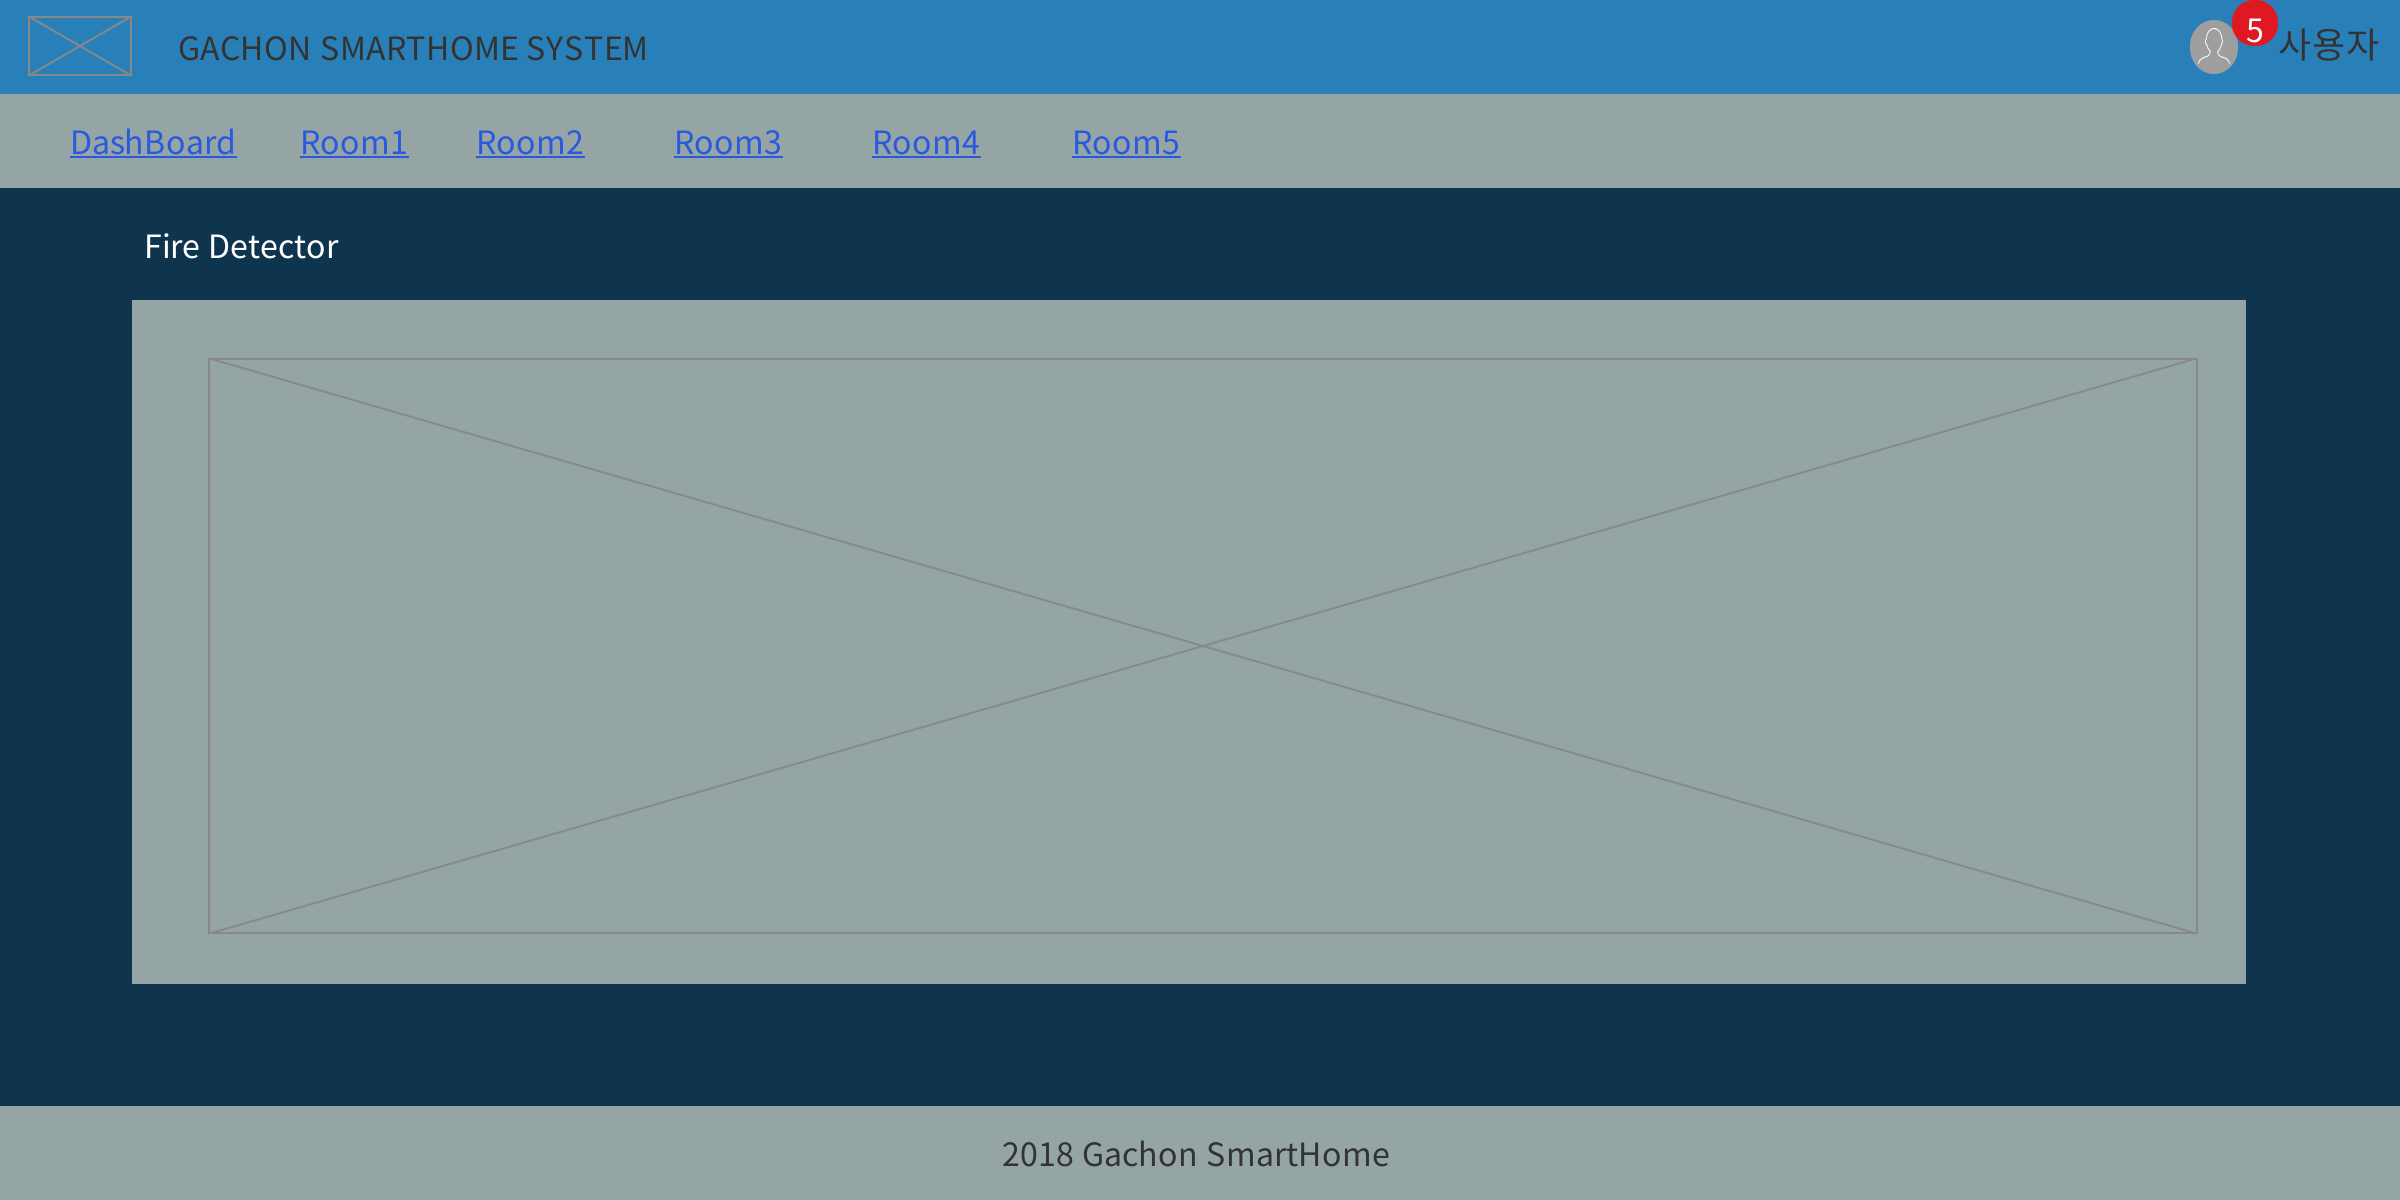 GACHON SMARTHOME SYSTEM
5
사용자
DashBoard Room1 Room2 Room3 Room4 Room5
Fire Detector
2018 Gachon SmartHome